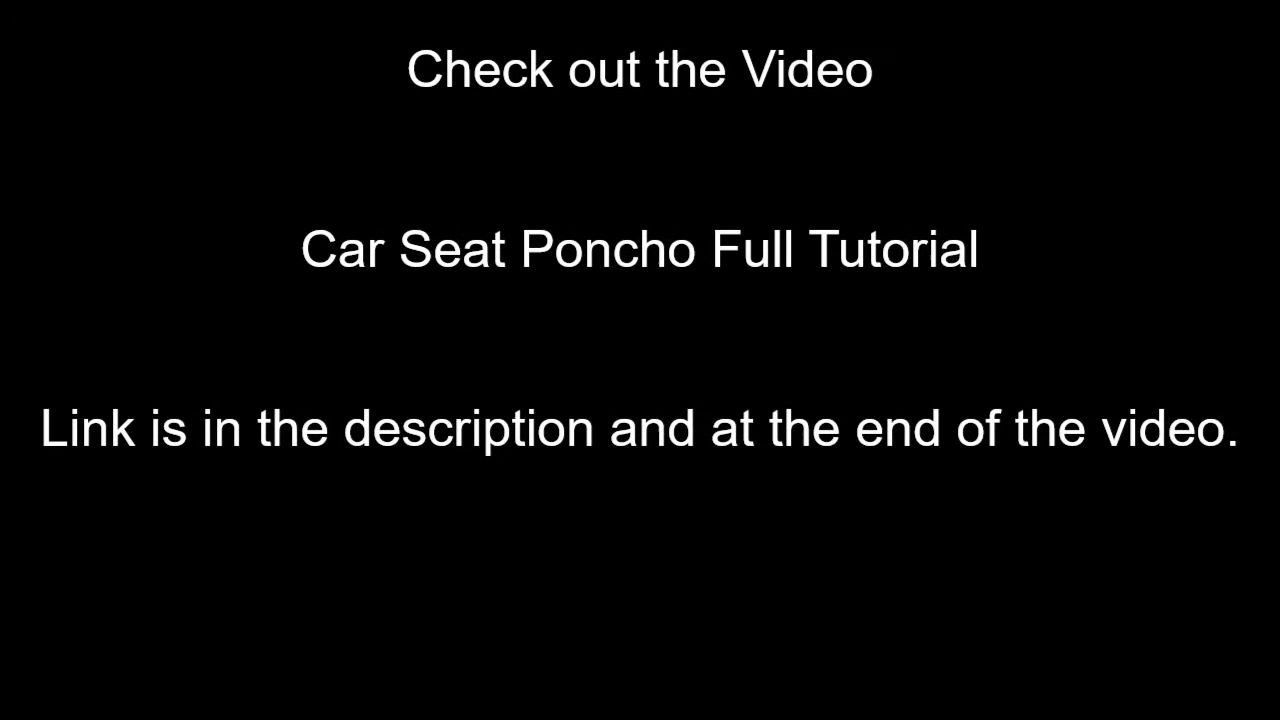 Check out the Video
Car Seat Poncho Full Tutorial
Link is in the description and at the end of the video.